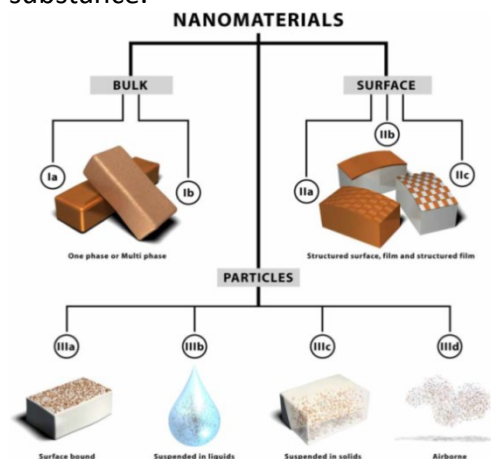 substance.
NANOMATERIALS
BULK
SURFACE
Ia
Ib
IIa
IIb
IIc
One phase or Multi phase
Structured surface, film and structured film
PARTICLES
IIIa
IIIb
IIIc
IIId
Surface bound
Suspended in liquids
Suspended in solids
Airborne